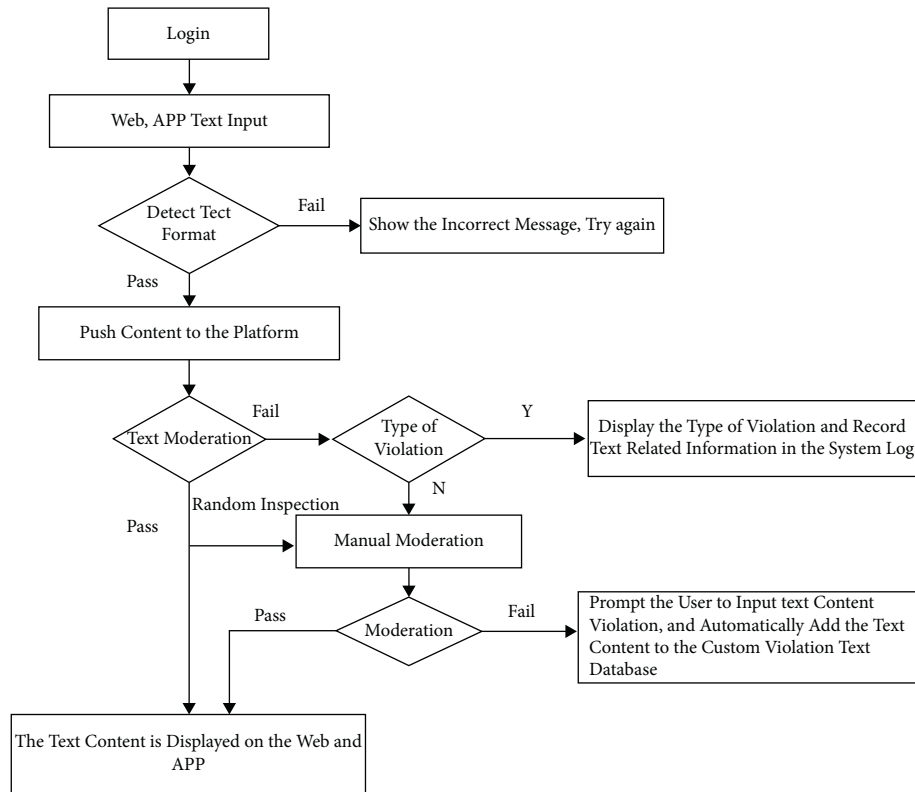 Login
Web, APP Text Input
Detect Tect
Format
Fail
Show the Incorrect Message, Try again
Pass
Push Content to the Platform
Text Moderation
Fail
Type of
Violation
Y
Display the Type of Violation and Record
Text Related Information in the System Log
N
Random Inspection
Pass
Manual Moderation
Pass
Moderation
Fail
Prompt the User to Input text Content
Violation, and Automatically Add the Text
Content to the Custom Violation Text
Database
The Text Content is Displayed on the Web and
APP